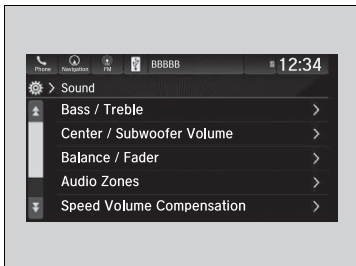 Phone Navigation FM BBBBB 12:34
> Sound
Bass / Treble
Center / Subwoofer Volume
Balance / Fader
Audio Zones
Speed Volume Compensation